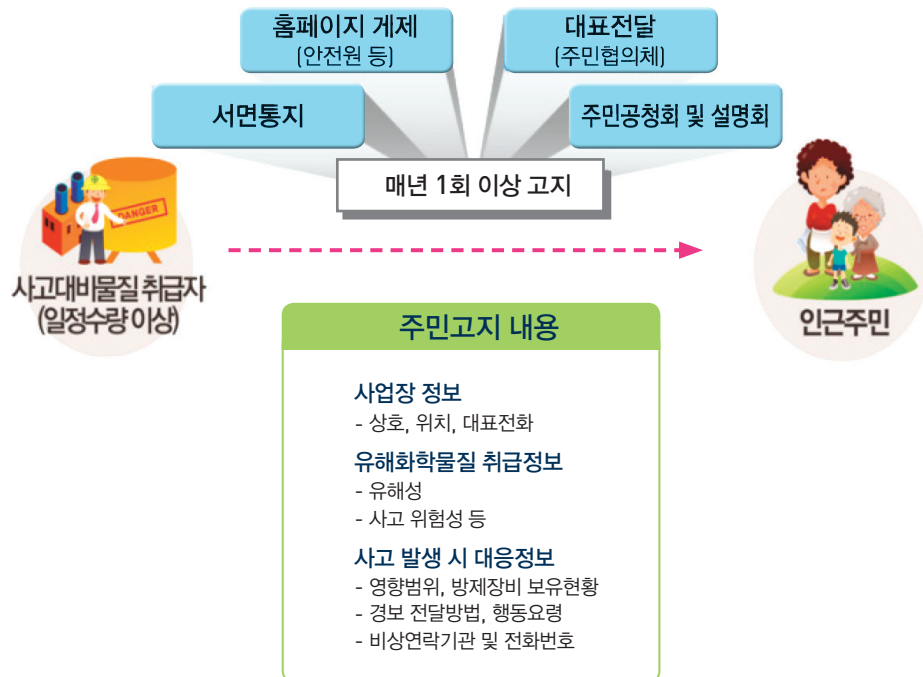 홈페이지 게제
(안전원 등)
대표전달
(주민협의체)
서면통지
주민공청회 및 설명회
매년 1회 이상 고지
DANGER
사고대비물질 취급자
(일정수량 이상)
인근주민
주민고지 내용
사업장 정보
- 상호, 위치, 대표전화
유해화학물질 취급정보
- 유해성
- 사고 위험성 등
사고 발생 시 대응정보
- 영향범위, 방제장비 보유현황
- 경보 전달방법, 행동요령
- 비상연락기관 및 전화번호